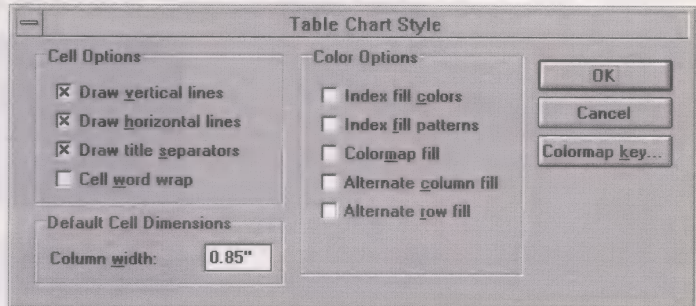 Table Chart Style
Cell Options
Draw vertical lines
Draw horizontal lines
Draw title separators
Cell word wrap
Default Cell Dimensions
Column width: 0.85"
Color Options
Index fill colors
Index fill patterns
Colormap fill
Alternate column fill
Alternate row fill
OK
Cancel
Colormap key...